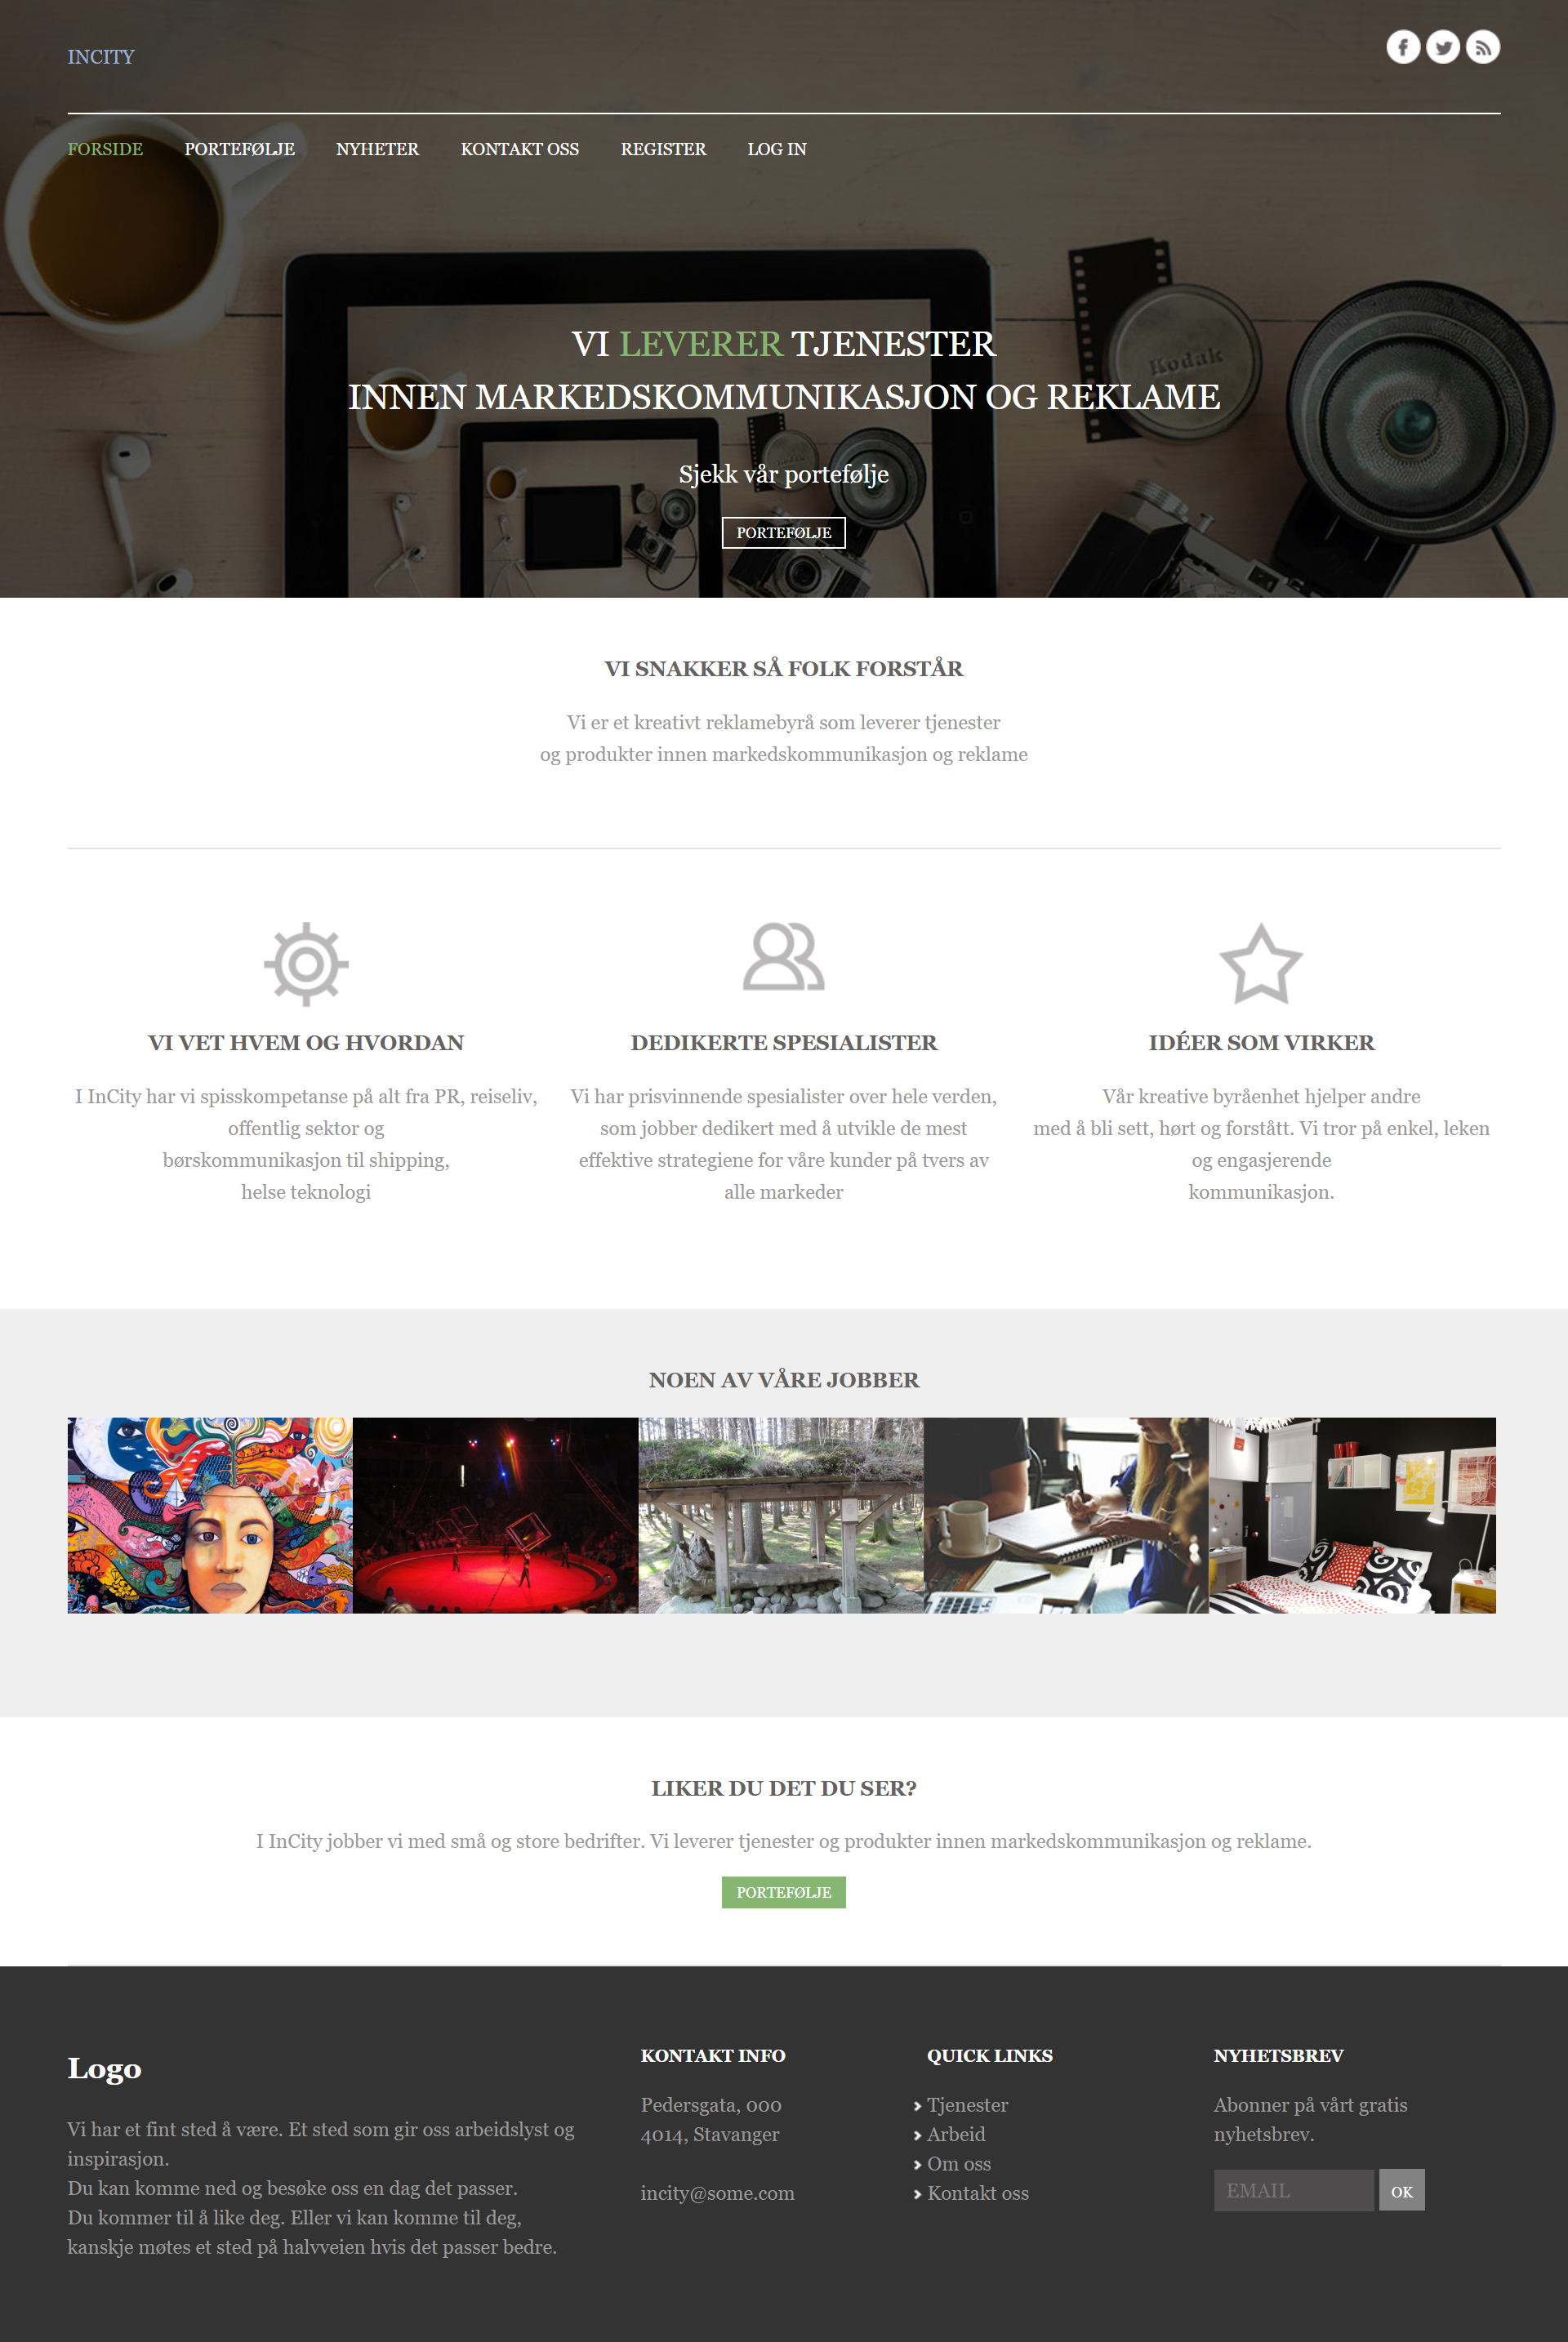 INCITY
FORSIDE PORTEFØLJE NYHETER KONTAKT OSS REGISTER LOG IN
Kodak
VI LEVERER TJENESTER
INNEN MARKEDSKOMMUNIKASJON OG REKLAME
Sjekk vår portefølje
PORTEFØLJE
VI SNAKKER SÅ FOLK FORSTÅR
Vi er et kreativt reklamebyrå som leverer tjenester
og produkter innen markedskommunikasjon og reklame
VI VET HVEM OG HVORDAN
I InCity har vi spisskompetanse på alt fra PR, reiseliv,
offentlig sektor og
børskommunikasjon til shipping,
helse teknologi
DEDIKERTE SPESIALISTER
Vi har prisvinnende spesialister over hele verden,
som jobber dedikert med å utvikle de mest
effektive strategiene for våre kunder på tvers av
alle markeder
IDÉER SOM VIRKER
Vår kreative byråenhet hjelper andre
med å bli sett, hørt og forstått. Vi tror på enkel, leken
og engasjerende
kommunikasjon.
NOEN AV VÅRE JOBBER
LIKER DU DET DU SER?
I InCity jobber vi med små og store bedrifter. Vi leverer tjenester og produkter innen markedskommunikasjon og reklame.
PORTEFØLJE
Logo
Vi har et fint sted å være. Et sted som gir oss arbeidslyst og
inspirasjon.
Du kan komme ned og besøke oss en dag det passer.
Du kommer til å like deg. Eller vi kan komme til deg,
kanskje møtes et sted på halvveien hvis det passer bedre.
KONTAKT INFO
Pedersgata, 000
4014, Stavanger
incity@some.com
QUICK LINKS
Tjenester
Arbeid
Om oss
Kontakt oss
NYHETSBREV
Abonner på vårt gratis
nyhetsbrev.
EMAIL OK